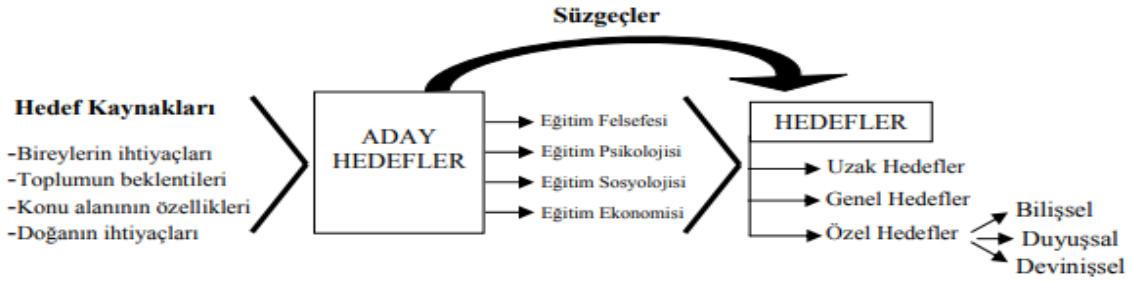 Süzgeçler
Hedef Kaynakları
-Bireylerin ihtiyaçları
-Toplumun beklentileri
-Konu alanının özellikleri
-Doğanın ihtiyaçları
ADAY
HEDEFLER
Eğitim Felsefesi
Eğitim Psikolojisi
Eğitim Sosyolojisi
Eğitim Ekonomisi
HEDEFLER
Uzak Hedefler
Genel Hedefler
Özel Hedefler
Bilişsel
Duyuşsal
Devinişsel